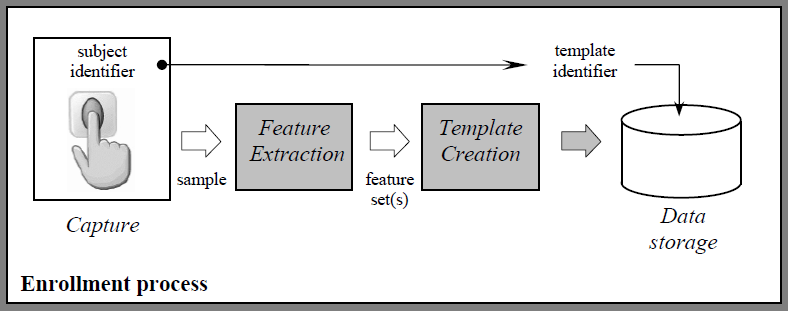 subject
identifier
template
identifier
Feature
Extraction
Template
Creation
sample
feature
set(s)
Capture
Data
storage
Enrollment process